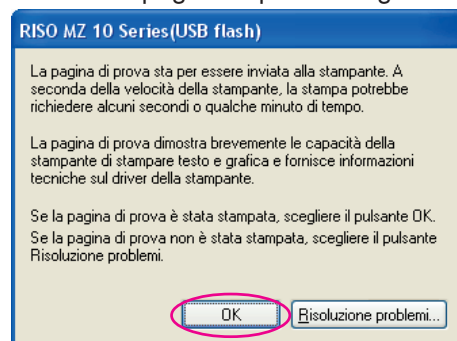 RISO MZ 10 Series(USB flash)
La pagina di prova sta per essere inviata alla stampante. A
seconda della velocità della stampante, la stampa potrebbe
richiedere alcuni secondi o qualche minuto di tempo.
La pagina di prova dimostra brevemente le capacità della
stampante di stampare testo e grafica e fornisce informazioni
tecniche sul driver della stampante.
Se la pagina di prova è stata stampata, scegliere il pulsante OK.
Se la pagina di prova non è stata stampata, scegliere il pulsante
Risoluzione problemi.
OK Risoluzione problemi...